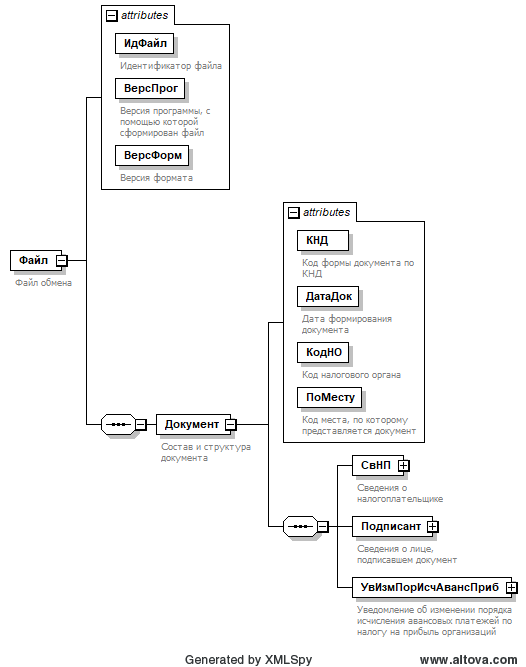 attributes
ИдФайл
Идентификатор файла
ВерсПрог
Версия программы, с
помощью которой
сформирован файл
ВерсФорм
Версия формата
Файл
Файл обмена
attributes
КНД
Код формы документа по
КНД
ДатаДок
Дата формирования
документа
КодНО
Код налогового органа
ПоМесту
Код места, по которому
представляется документ
Документ
Состав и структура
документа
СвНП
Сведения о
налогоплательщике
Подписант
Сведения о лице,
подписавшем документ
УвИзмПорИсчАвансПриб
Уведомление об изменении порядка
исчисления авансовых платежей по
налогу на прибыль организаций
Generated by XMLSpy
www.altova.com